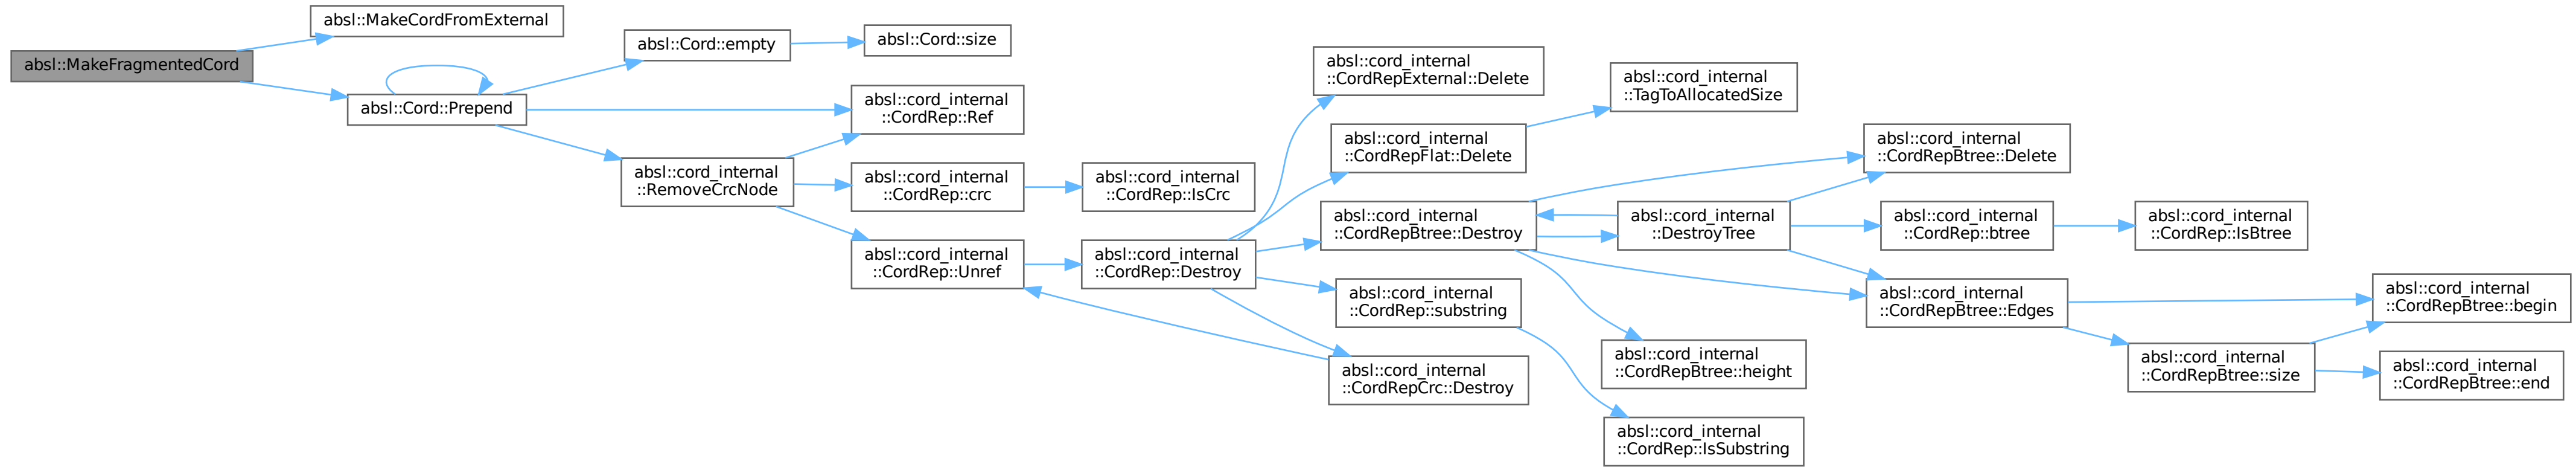 absl::MakeFragmentedCord
absl::MakeCordFromExternal
absl::Cord::Prepend
absl::Cord::empty
absl::Cord::size
absl::cord_internal
::CordRep::Ref
absl::cord_internal
::RemoveCrcNode
absl::cord_internal
::CordRep::crc
absl::cord_internal
::CordRep::IsCrc
absl::cord_internal
::CordRep::Unref
absl::cord_internal
::CordRep::Destroy
absl::cord_internal
::CordRepExternal::Delete
absl::cord_internal
::CordRepFlat::Delete
absl::cord_internal
::TagToAllocatedSize
absl::cord_internal
::CordRepBtree::Destroy
absl::cord_internal
::DestroyTree
absl::cord_internal
::CordRepBtree::Delete
absl::cord_internal
::CordRep::btree
absl::cord_internal
::CordRep::IsBtree
absl::cord_internal
::CordRepBtree::Edges
absl::cord_internal
::CordRepBtree::begin
absl::cord_internal
::CordRepBtree::size
absl::cord_internal
::CordRepBtree::end
absl::cord_internal
::CordRepBtree::height
absl::cord_internal
::CordRep::substring
absl::cord_internal
::CordRep::IsSubstring
absl::cord_internal
::CordRepCrc::Destroy